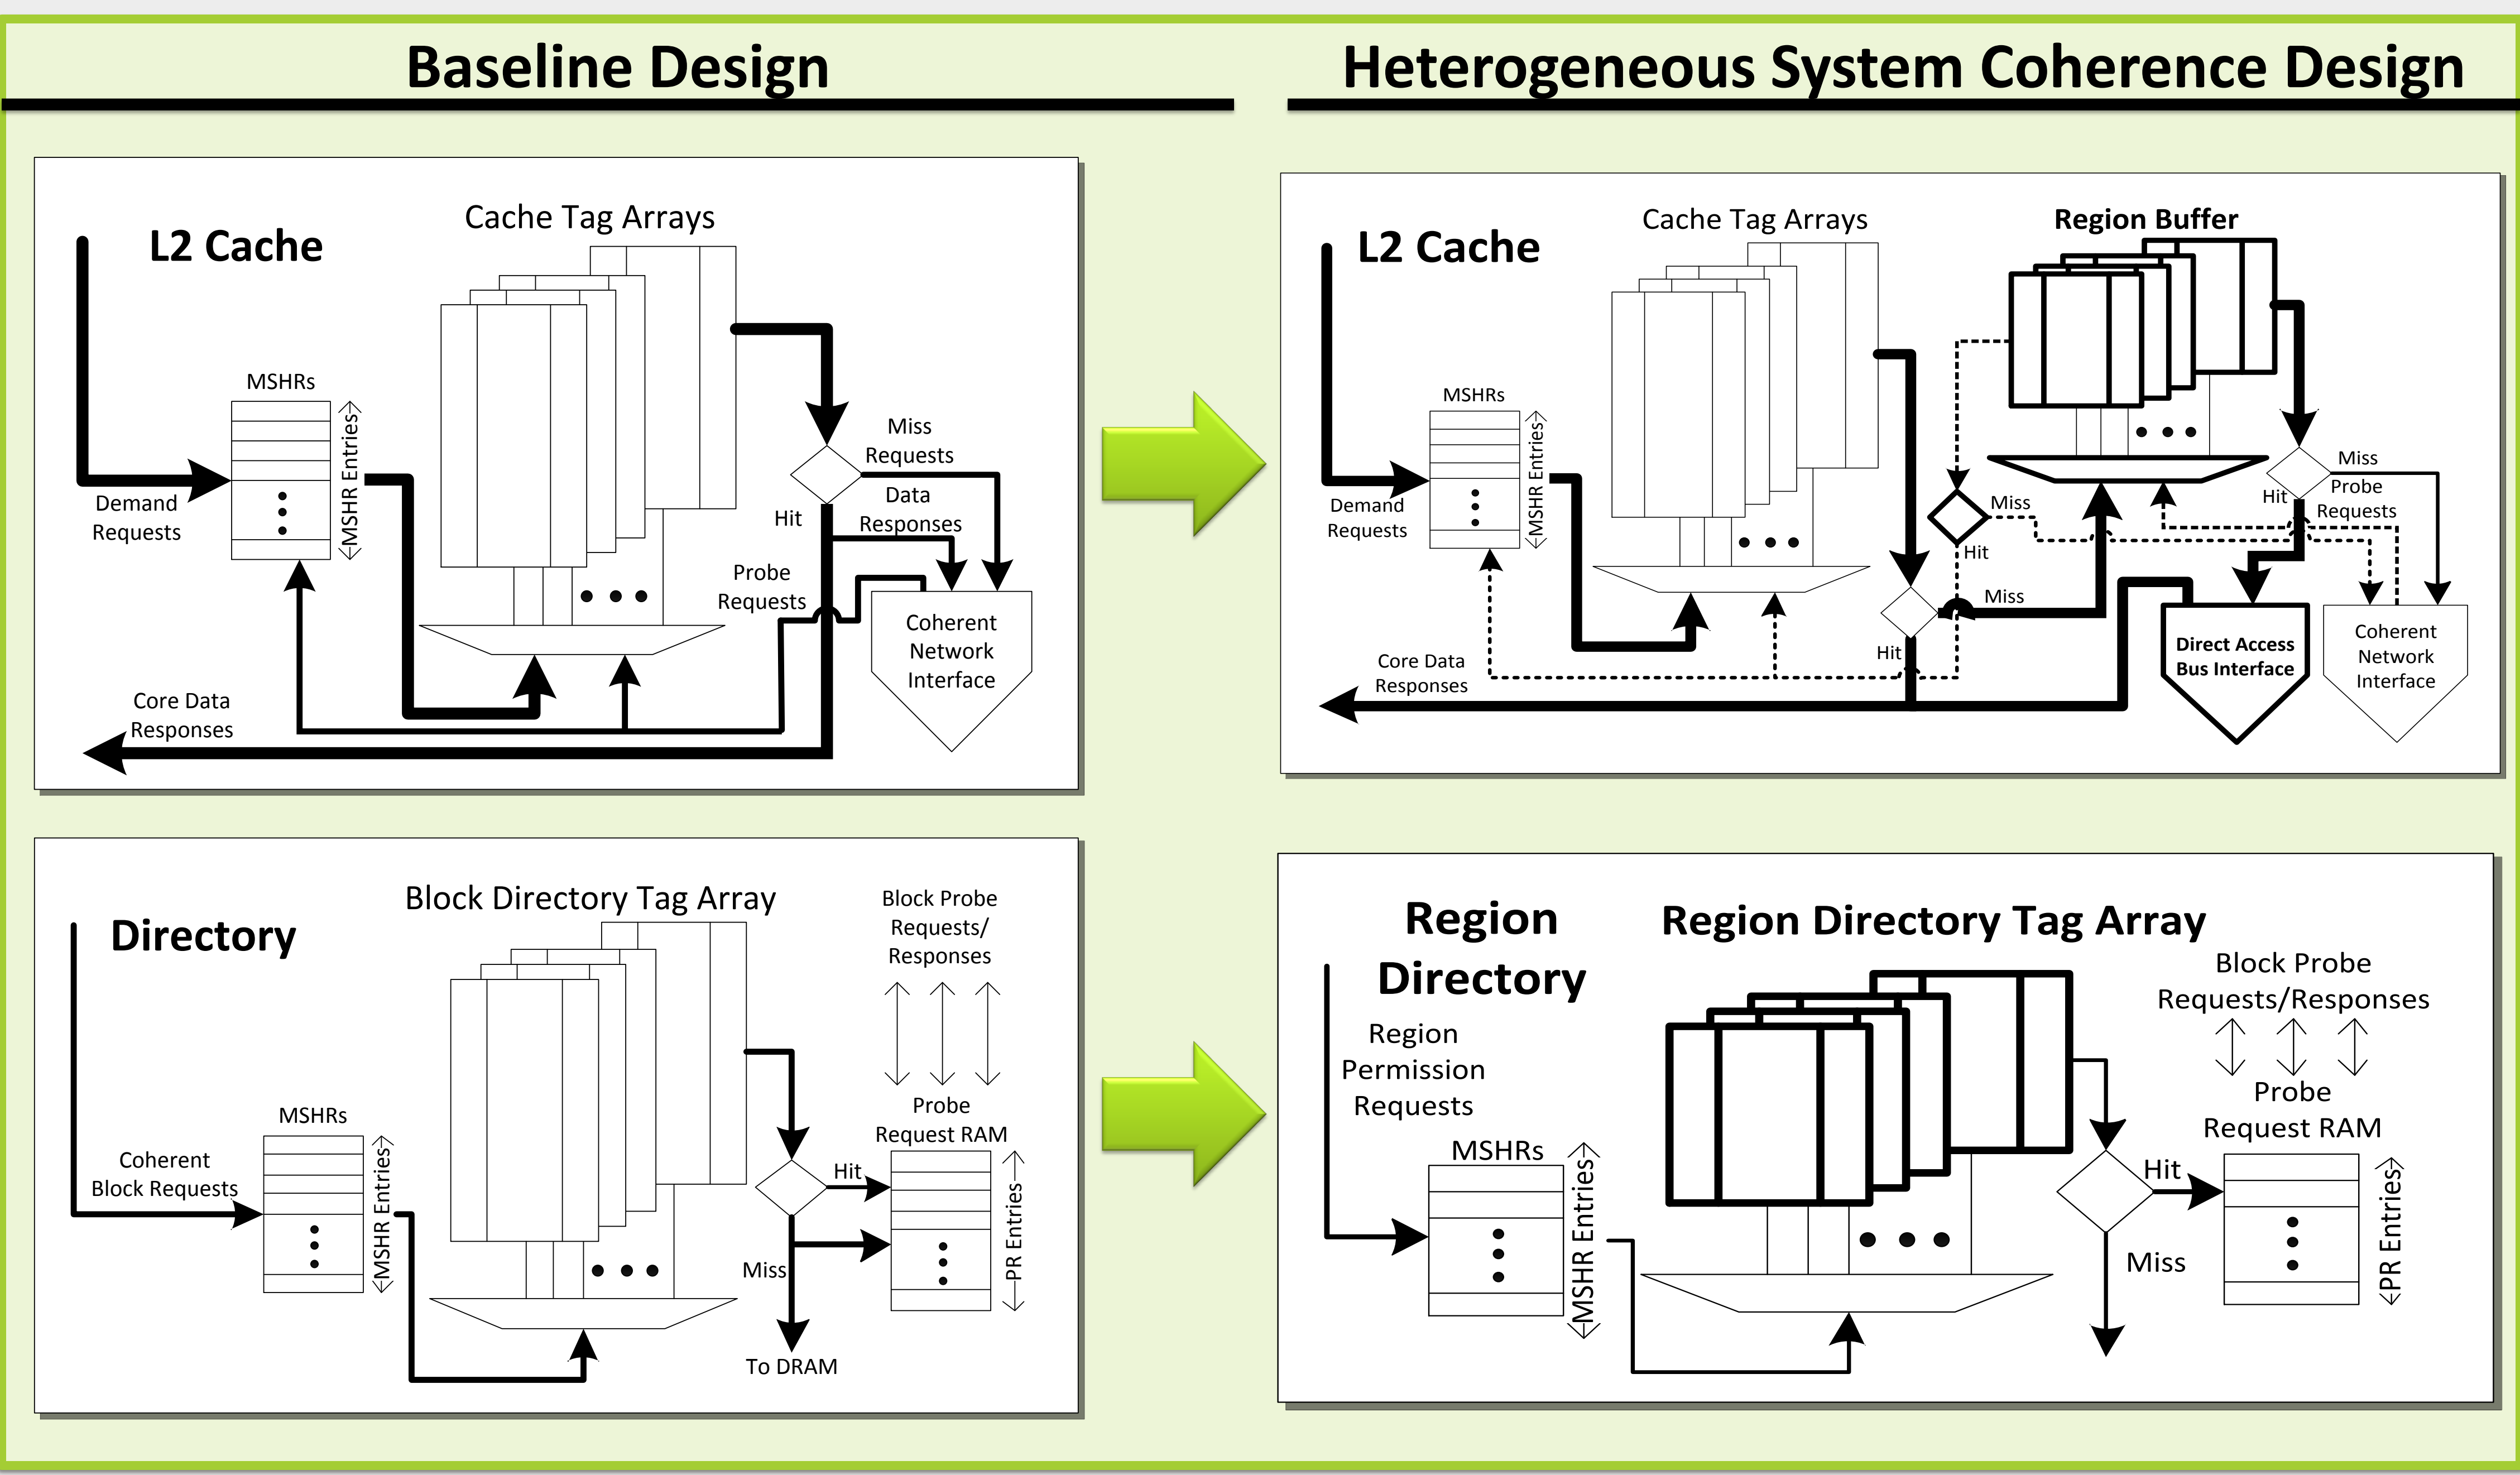 Baseline Design
Heterogeneous System Coherence Design
L2 Cache
Cache Tag Arrays
MSHRs
MSHR Entries
Demand
Requests
Miss
Requests
Data
Responses
Hit
Probe
Requests
Coherent
Network
Interface
Core Data
Responses
L2 Cache
Cache Tag Arrays
Region Buffer
MSHRs
MSHR Entries
Demand
Requests
Miss
Hit
Miss
Hit
Miss
Hit
Probe
Requests
Core Data
Responses
Direct Access
Bus Interface
Coherent
Network
Interface
Directory
Block Directory Tag Array
Block Probe
Requests/
Responses
MSHRs
MSHR Entries
Coherent
Block Requests
Probe
Request RAM
Hit
PR Entries
Miss
To DRAM
Region
Directory
Region Directory Tag Array
Block Probe
Requests/Responses
Region
Permission
Requests
MSHRs
MSHR Entries
Probe
Request RAM
Hit
PR Entries
Miss